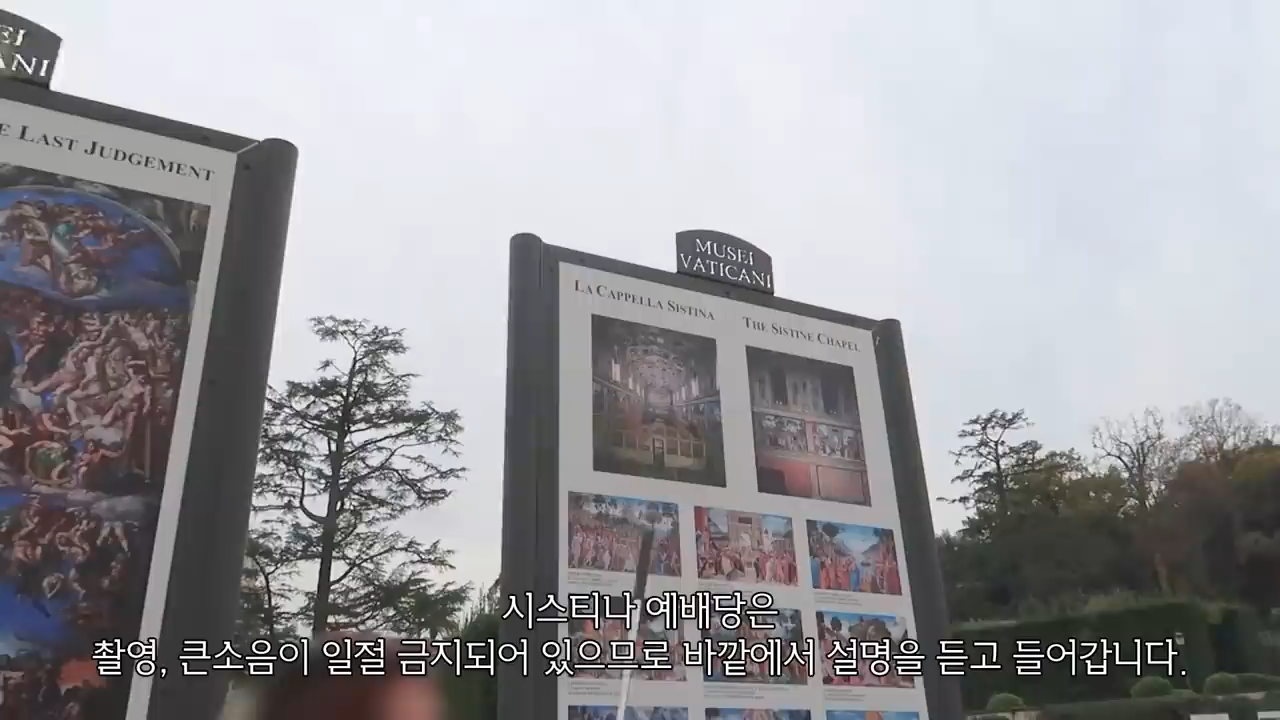 EI
ANI
E LAST JUDGEMENT
MUSEI
VATICANI
LA CAPPELLA SISTINA
THE SISTINE CHAPEL
시스티나 예배당은
촬영, 큰소음이 일절 금지되어 있으므로 바깥에서 설명을 듣고 들어갑니다.